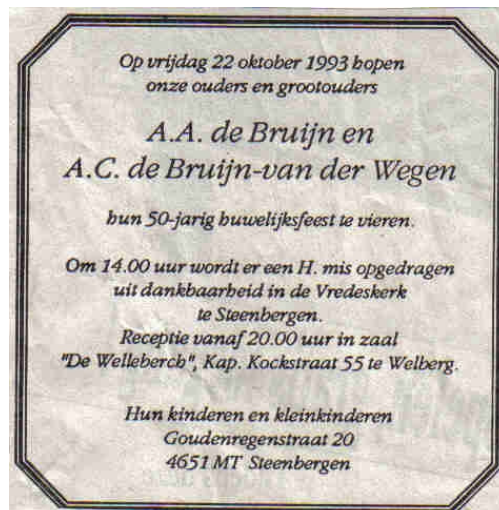 Op vrijdag 22 oktober 1993 hopen
onze ouders en grootouders
A.A. de Bruijn en
A.C. de Bruijn-van der Wegen
hun 50-jarig huwelijksfeest te vieren.
Om 14.00 uur wordt er een H. mis opgedragen
uit dankbaarheid in de Vredeskerk
te Steenbergen.
Receptie vanaf 20.00 uur in zaal
"De Welleberch", Kap. Kockstraat 55 te Welberg.
Hun kinderen en kleinkinderen
Goudenregenstraat 20
4651 MT Steenbergen